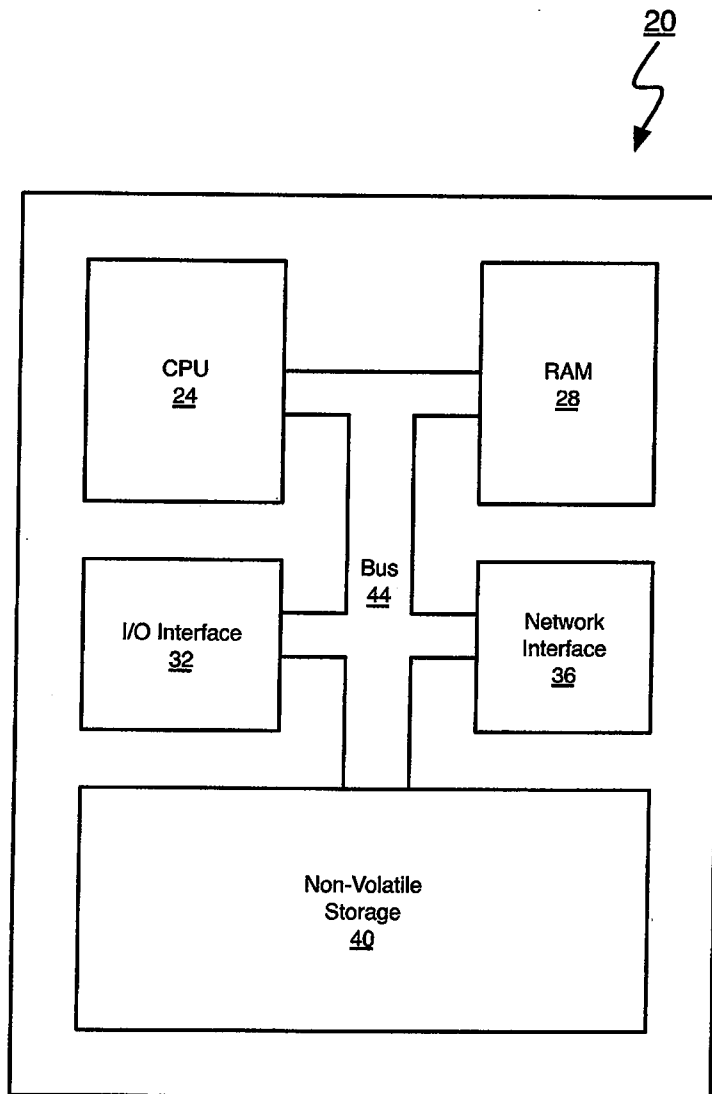 20
CPU
24
RAM
28
Bus
44
I/O Interface
32
Network
Interface
36
Non-Volatile
Storage
40